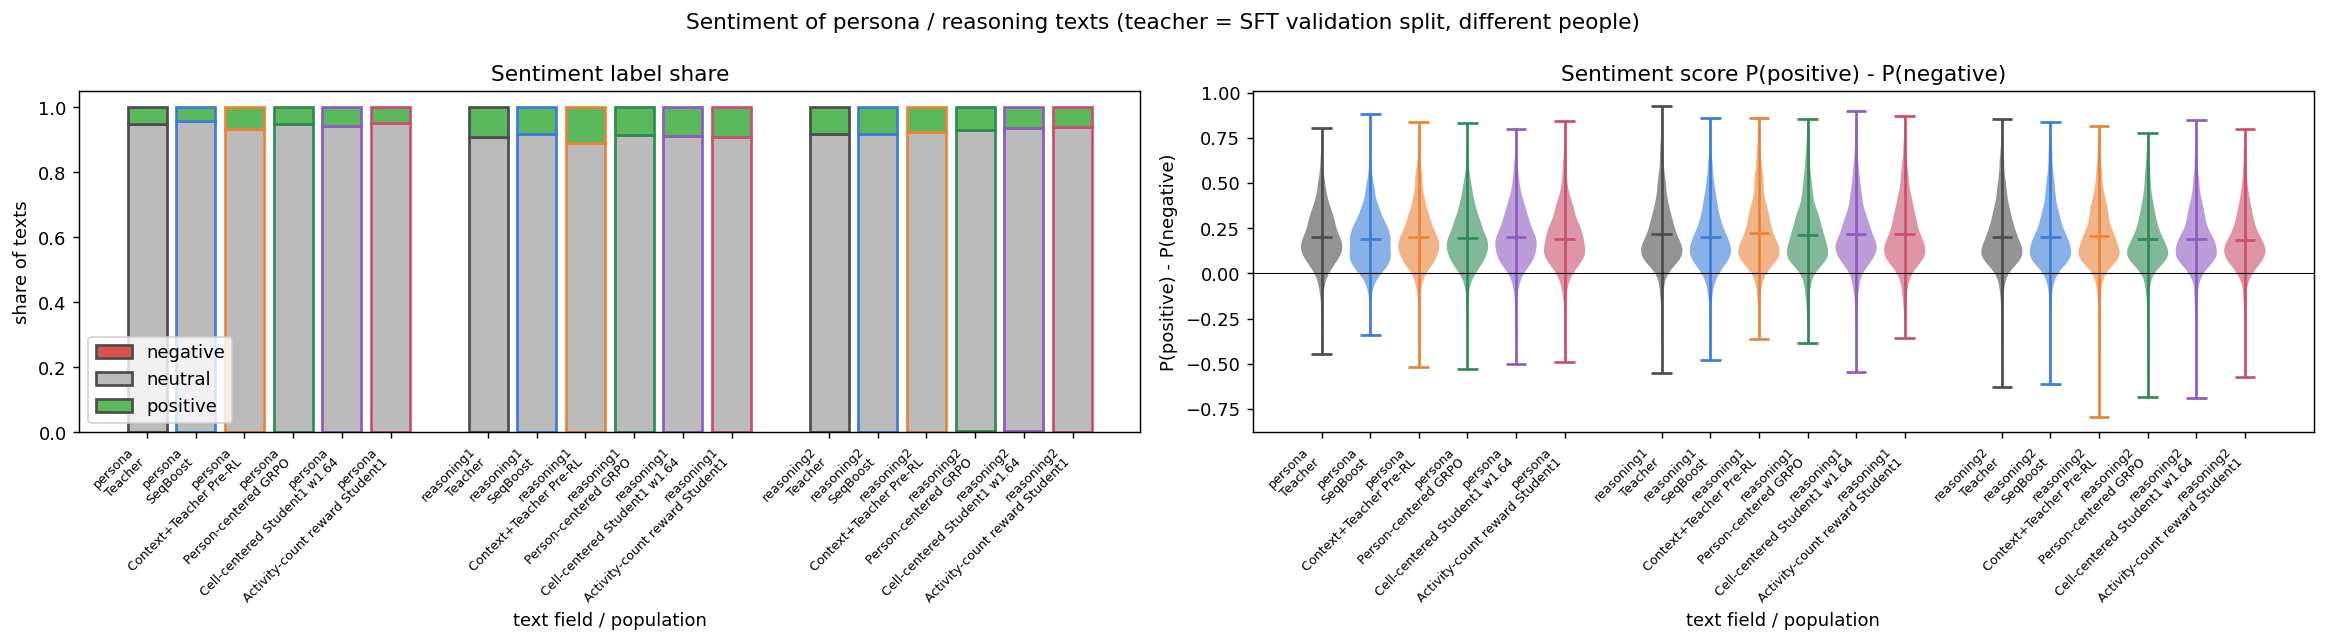 Sentiment of persona / reasoning texts (teacher = SFT validation split, different people)
Sentiment label share
share of texts
1.0
0.8
0.6
0.4
0.2
0.0
negative
neutral
positive
persona
Teacher
persona
SeqBoost
persona
Context+Teacher Pre-RL
persona
Person-centered GRPO
persona
Cell-centered Student1 w1.64
persona
Activity-count reward Student1
reasoning1
Teacher
reasoning1
SeqBoost
reasoning1
Context+Teacher Pre-RL
reasoning1
Person-centered GRPO
reasoning1
Cell-centered Student1 w1.64
reasoning1
Activity-count reward Student1
reasoning2
Teacher
reasoning2
SeqBoost
reasoning2
Context+Teacher Pre-RL
reasoning2
Person-centered GRPO
reasoning2
Cell-centered Student1 w1.64
reasoning2
Activity-count reward Student1
text field / population
Sentiment score P(positive) - P(negative)
P(positive) - P(negative)
1.00
0.75
0.50
0.25
0.00
−0.25
−0.50
−0.75
persona
Teacher
persona
SeqBoost
persona
Context+Teacher Pre-RL
persona
Person-centered GRPO
persona
Cell-centered Student1 w1.64
persona
Activity-count reward Student1
reasoning1
Teacher
reasoning1
SeqBoost
reasoning1
Context+Teacher Pre-RL
reasoning1
Person-centered GRPO
reasoning1
Cell-centered Student1 w1.64
reasoning1
Activity-count reward Student1
reasoning2
Teacher
reasoning2
SeqBoost
reasoning2
Context+Teacher Pre-RL
reasoning2
Person-centered GRPO
reasoning2
Cell-centered Student1 w1.64
reasoning2
Activity-count reward Student1
text field / population